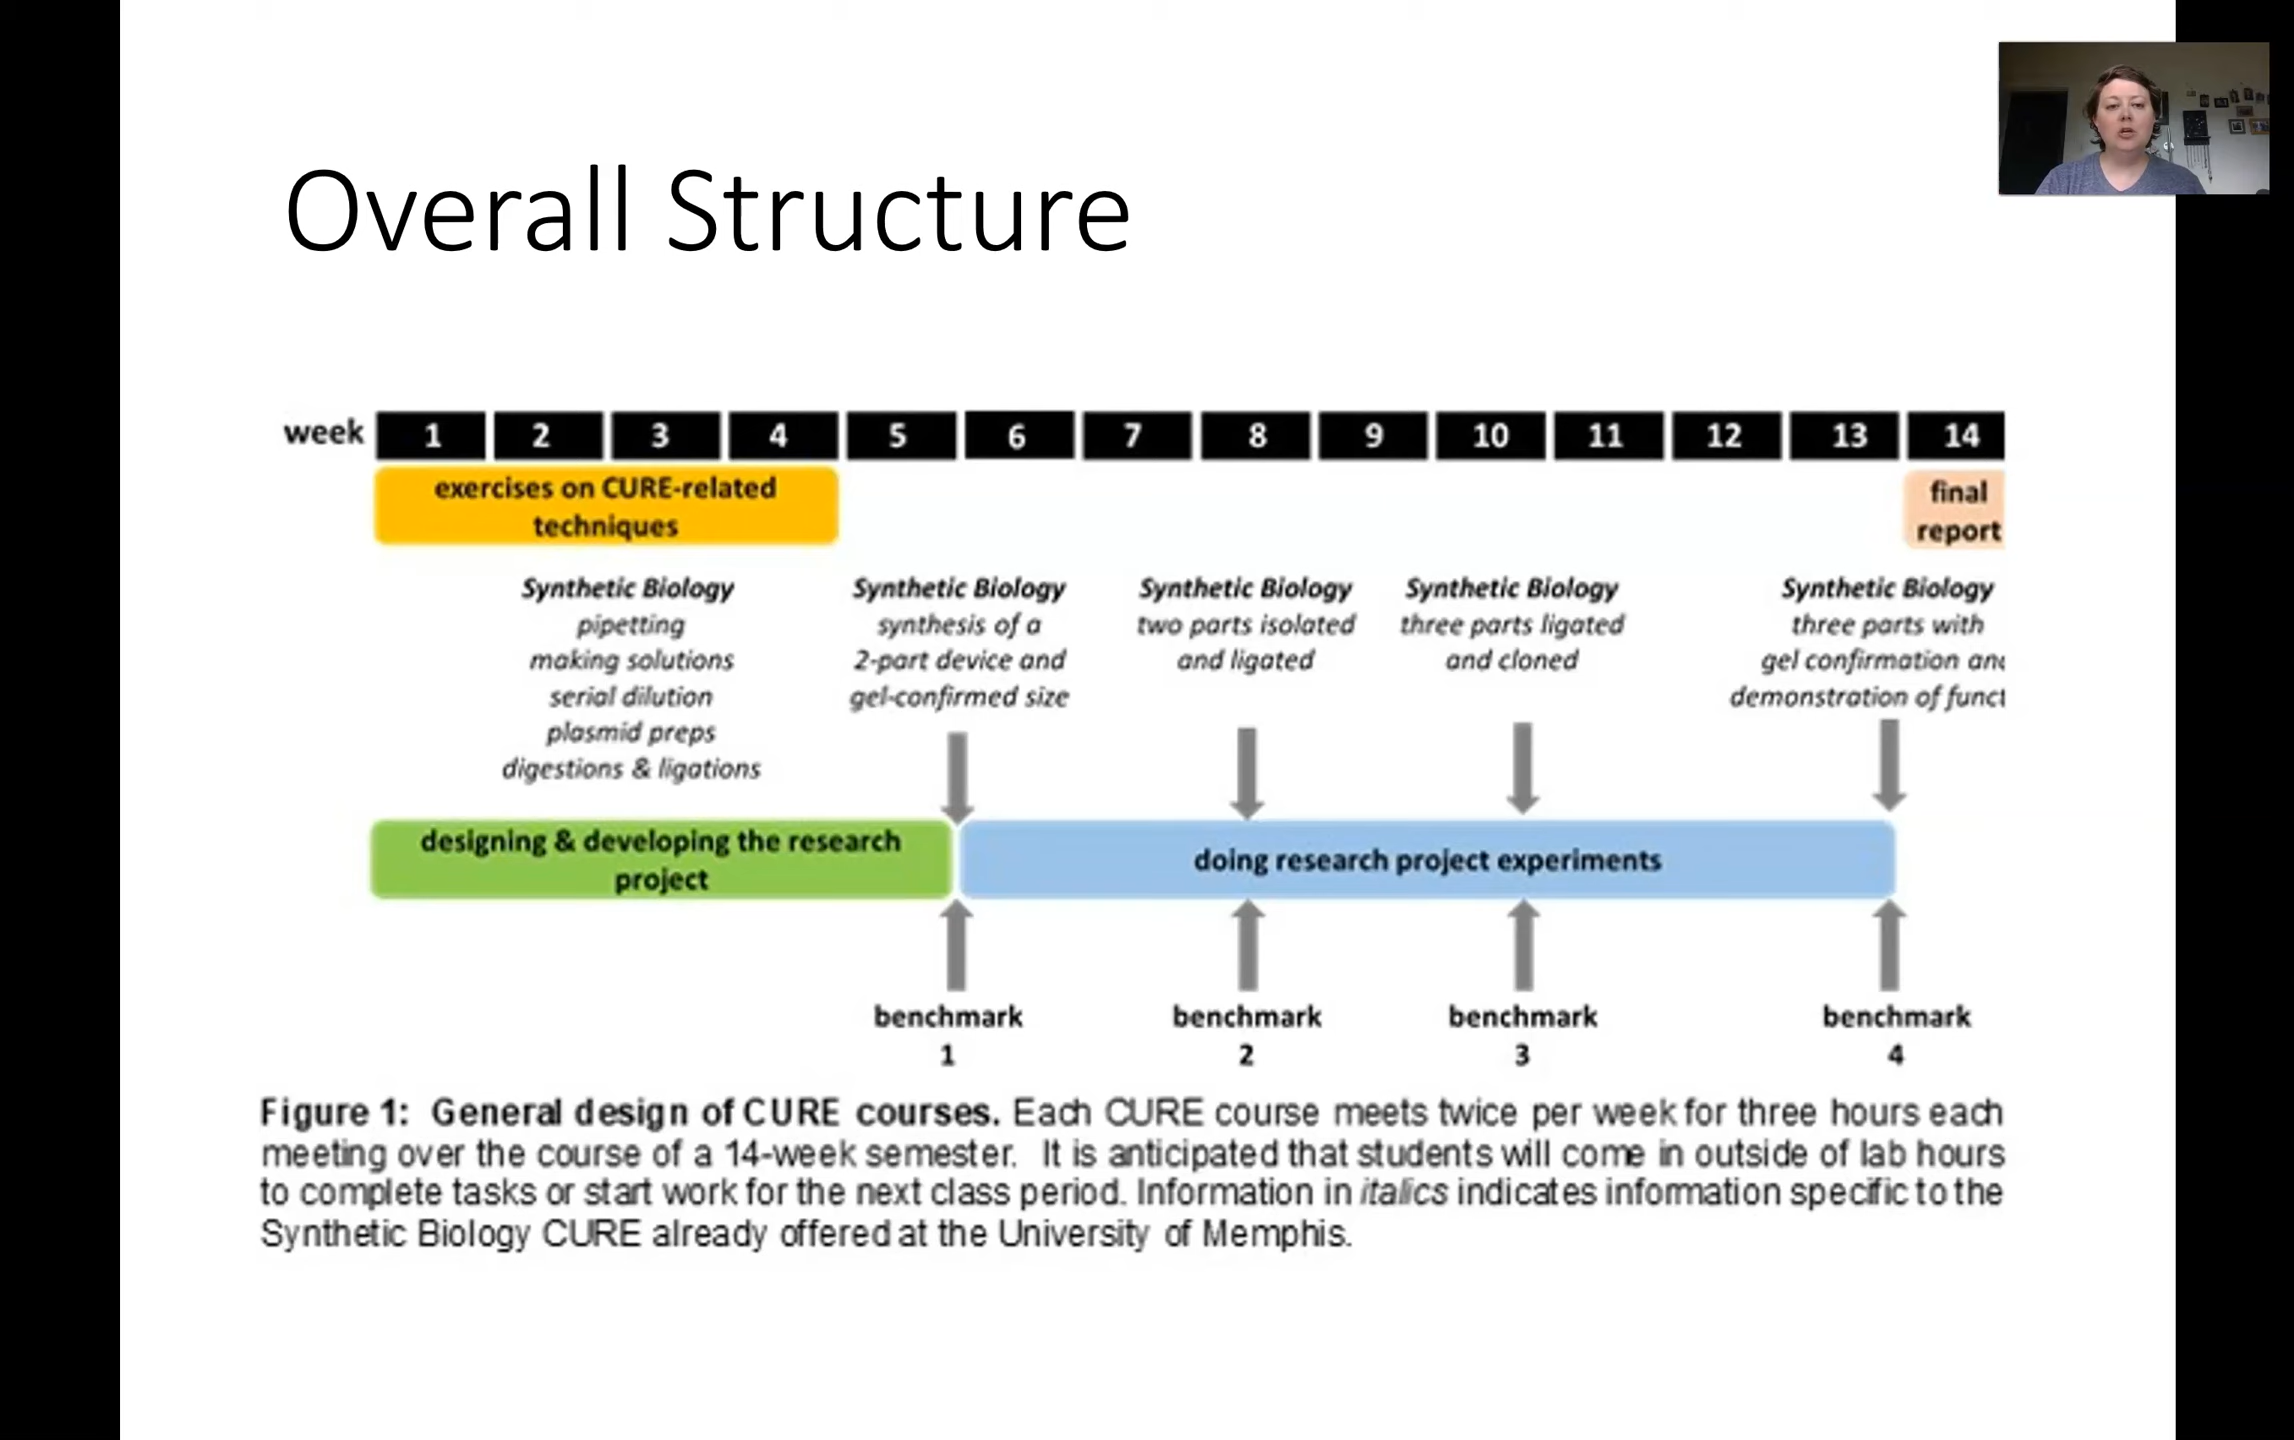 Overall Structure
week 1 2 3 4 5 6 7 8 9 10 11 12 13 14
exercises on CURE-related
techniques
final
report
Synthetic Biology
pipetting
making solutions
serial dilution
plasmid preps
digestions & ligations
Synthetic Biology
synthesis of a
2-part device and
gel-confirmed size
Synthetic Biology
two parts isolated
and ligated
Synthetic Biology
three parts ligated
and cloned
Synthetic Biology
three parts with
gel confirmation an
demonstration of funct
designing & developing the research
project
doing research project experiments
benchmark
1
benchmark
2
benchmark
3
benchmark
4
Figure 1: General design of CURE courses. Each CURE course meets twice per week for three hours each
meeting over the course of a 14-week semester. It is anticipated that students will come in outside of lab hours
to complete tasks or start work for the next class period. Information in italics indicates information specific to the
Synthetic Biology CURE already offered at the University of Memphis.